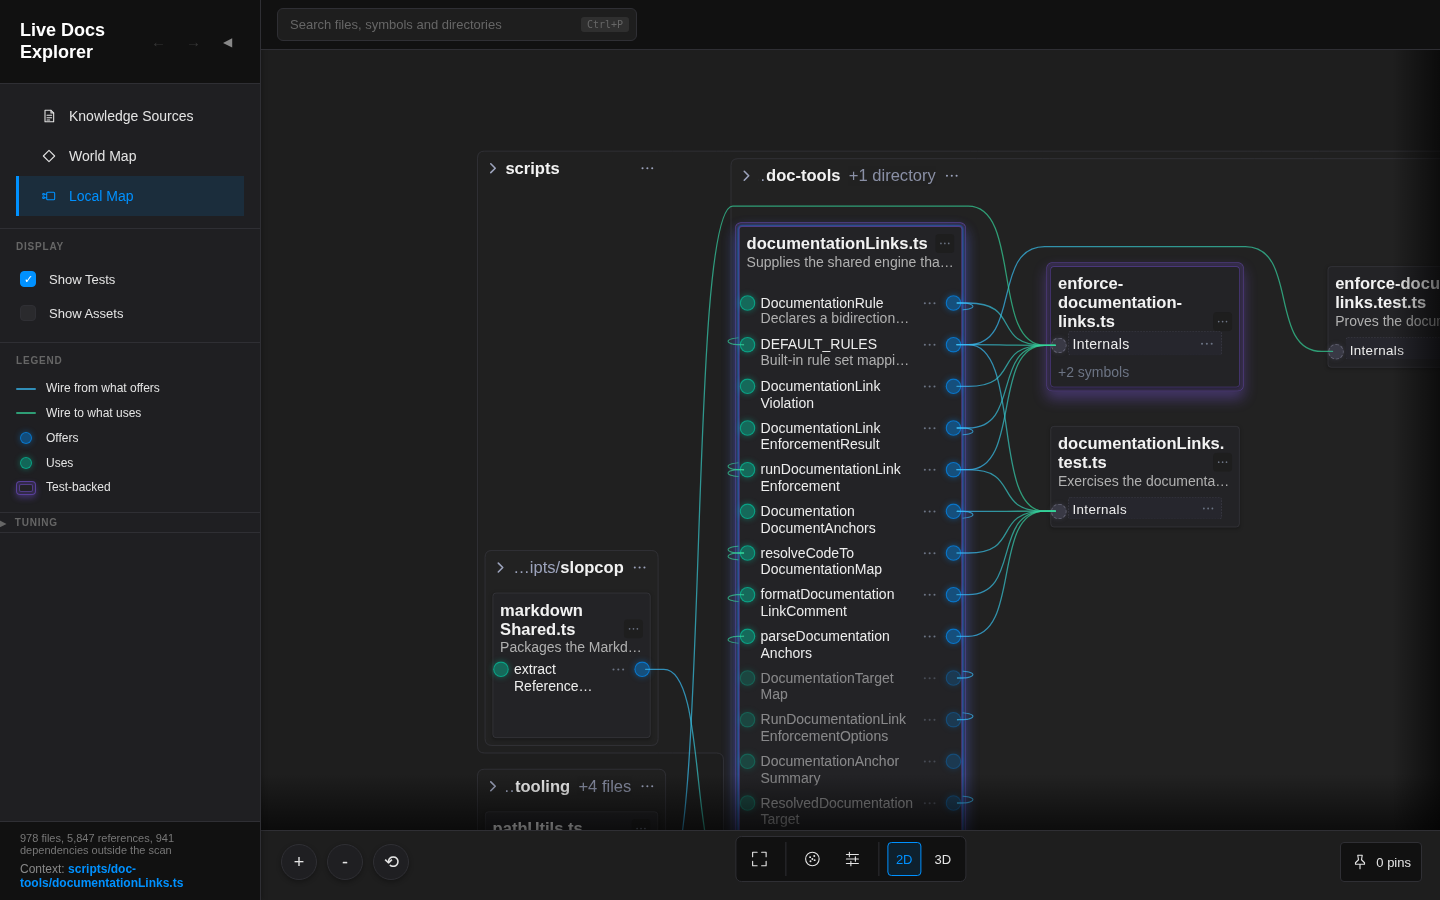 Live Docs
Explorer
Search files, symbols and directories
Ctrl+P
Knowledge Sources
World Map
Local Map
DISPLAY
Show Tests
Show Assets
LEGEND
Wire from what offers
Wire to what uses
Offers
Uses
Test-backed
TUNING
978 files, 5,847 references, 941
dependencies outside the scan
Context: scripts/doc-
tools/documentationLinks.ts
scripts
.doc-tools +1 directory
documentationLinks.ts
Supplies the shared engine tha…
DocumentationRule
Declares a bidirection…
DEFAULT_RULES
Built-in rule set mappi…
DocumentationLink
Violation
DocumentationLink
EnforcementResult
runDocumentationLink
Enforcement
Documentation
DocumentAnchors
resolveCodeTo
DocumentationMap
formatDocumentation
LinkComment
parseDocumentation
Anchors
DocumentationTarget
Map
RunDocumentationLink
EnforcementOptions
DocumentationAnchor
Summary
ResolvedDocumentation
Target
enforce-
documentation-
links.ts
Internals
+2 symbols
documentationLinks.
test.ts
Exercises the documenta…
Internals
enforce-docu
links.test.ts
Proves the docum
Internals
…ipts/slopcop
markdown
Shared.ts
Packages the Markd…
extract
Reference…
..tooling +4 files
pathUtils.ts
+
-
⟲
2D
3D
0 pins